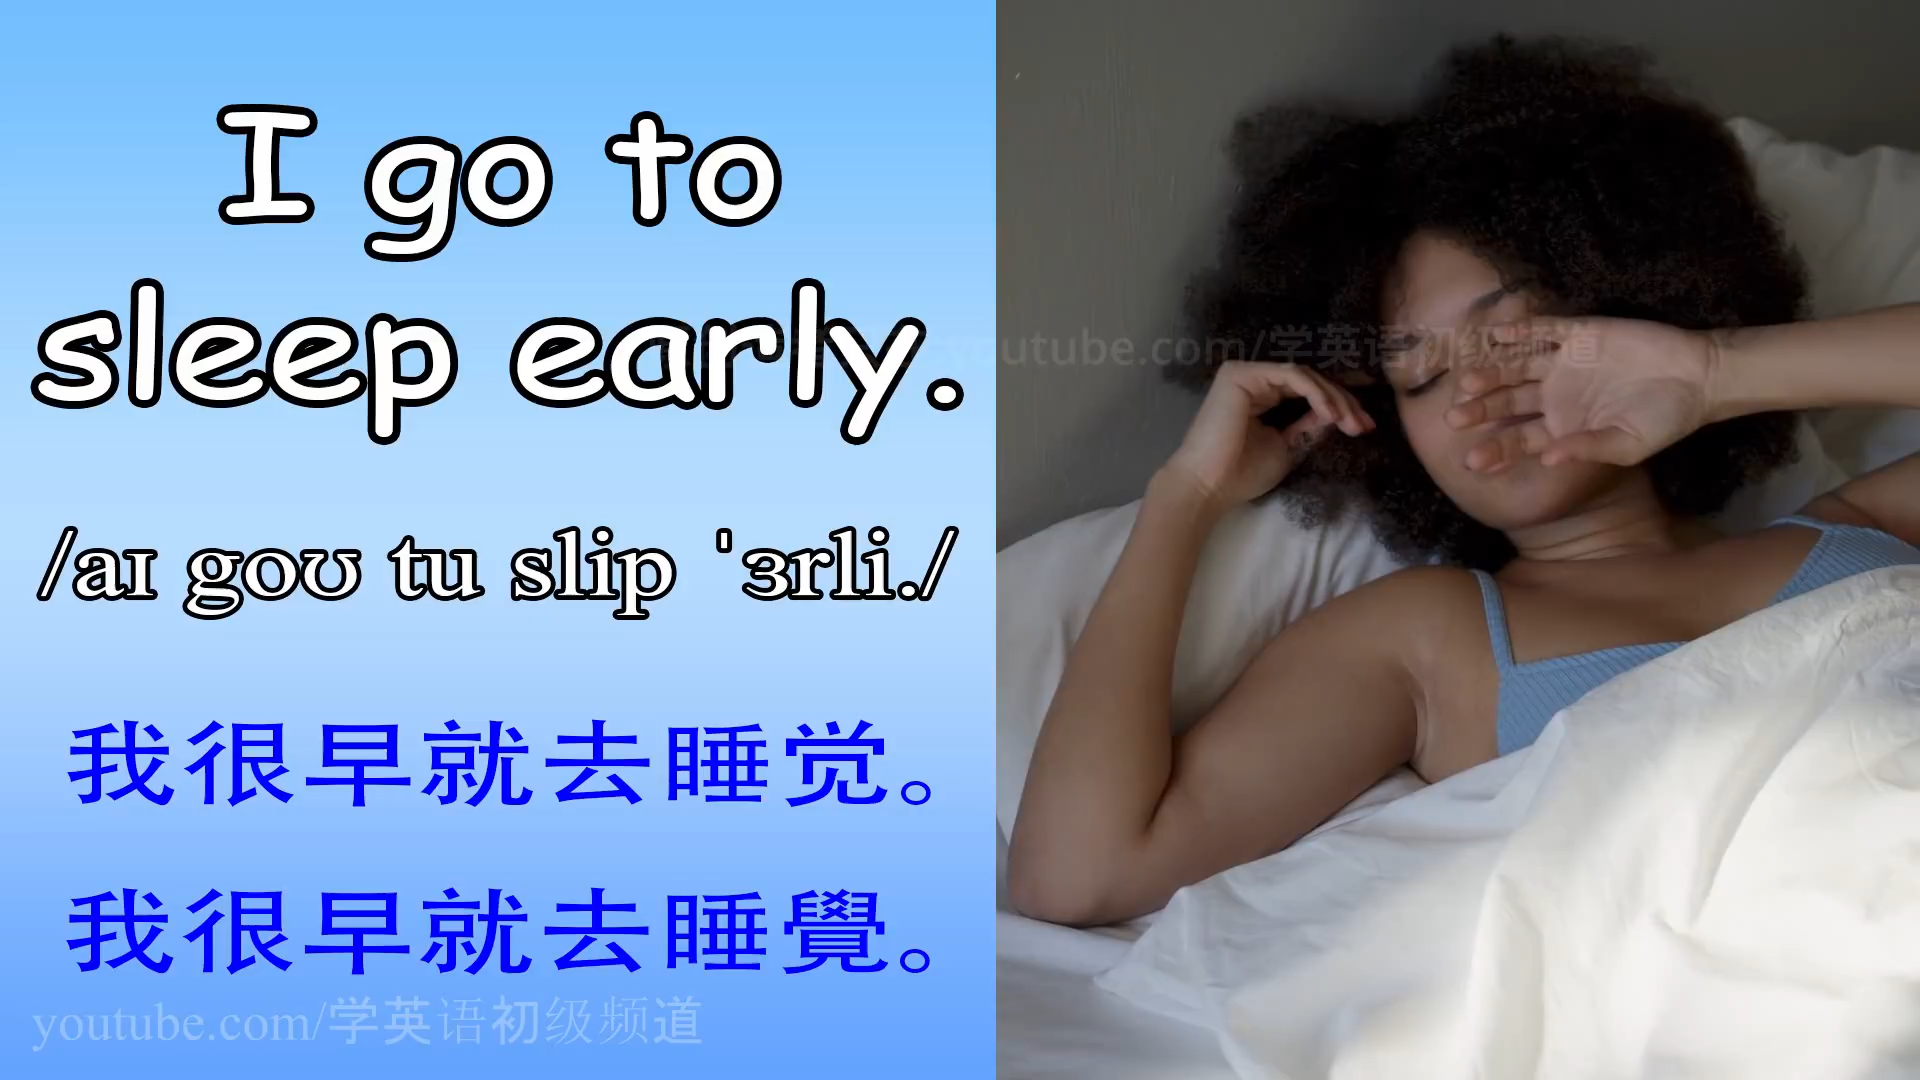 I go to
sleep early.
/aɪ goʊ tu slip ˈɜrli./
我很早就去睡觉。
我很早就去睡覺。
youtube.com/学英语初级频道
youtube.com/学英语初级频道